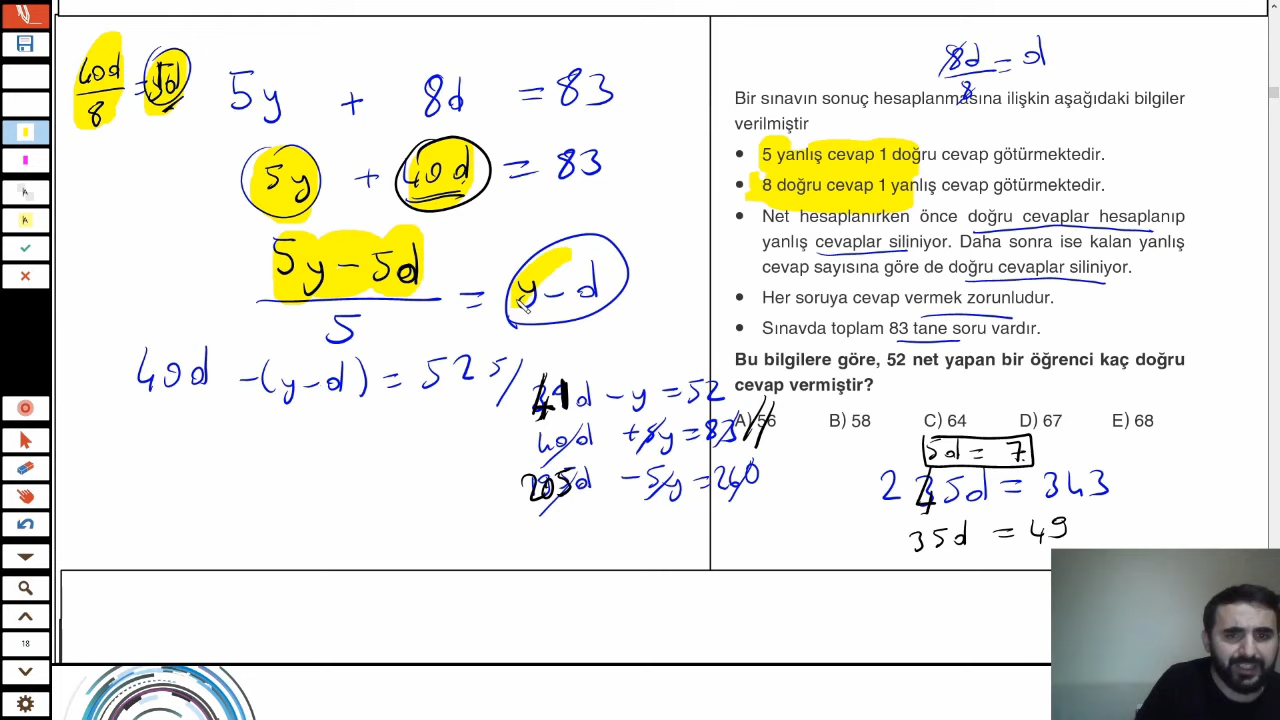 40d/8 = 5d
5y + 8d = 83
5y + 40d = 83
5y - 5d / 5 = y - d
40d - (y - d) = 52 5/
41d - y = 52
40d + 5y = 83
205d - 5y = 260
8d/8 = d
Bir sınavın sonuç hesaplanmasına ilişkin aşağıdaki bilgiler
verilmiştir
• 5 yanlış cevap 1 doğru cevap götürmektedir.
• 8 doğru cevap 1 yanlış cevap götürmektedir.
• Net hesaplanırken önce doğru cevaplar hesaplanıp
yanlış cevaplar siliniyor. Daha sonra ise kalan yanlış
cevap sayısına göre de doğru cevaplar siliniyor.
• Her soruya cevap vermek zorunludur.
• Sınavda toplam 83 tane soru vardır.
Bu bilgilere göre, 52 net yapan bir öğrenci kaç doğru
cevap vermiştir?
A) 56 B) 58 C) 64 D) 67 E) 68
5d = 7
245d = 343
35d = 49
18